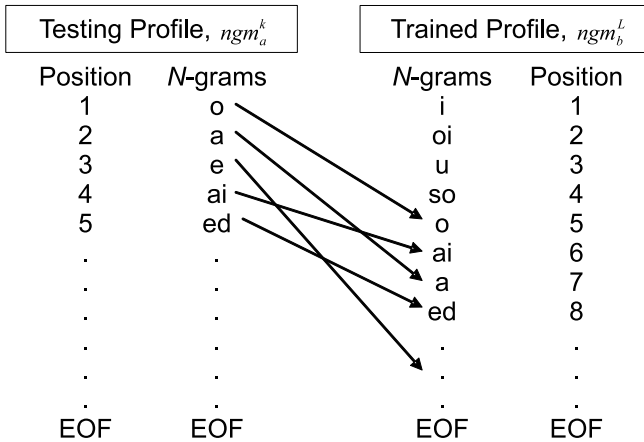 Testing Profile, ngm_a^k Trained Profile, ngm_b^L
Position N-grams N-grams Position
1 o i 1
2 a oi 2
3 e u 3
4 ai so 4
5 ed o 5
. . ai 6
. . a 7
. . ed 8
. . . .
. . . .
. . . .
EOF EOF EOF EOF